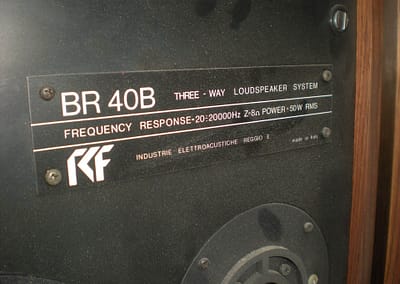 BR 40B THREE - WAY LOUDSPEAKER SYSTEM
FREQUENCY RESPONSE•20÷20000Hz Z•8Ω POWER•50W RMS
RCF INDUSTRIE ELETTROACUSTICHE REGGIO E. made in Italy